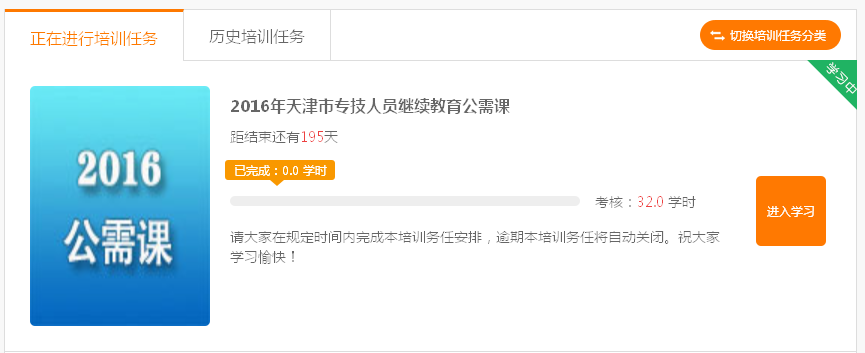 正在进行培训任务
历史培训任务
切换培训任务分类
学习中
2016
公需课
2016年天津市专技人员继续教育公需课
距结束还有195天
已完成：0.0 学时
考核：32.0 学时
进入学习
请大家在规定时间内完成本培训务任安排，逾期本培训务任将自动关闭。祝大家
学习愉快！